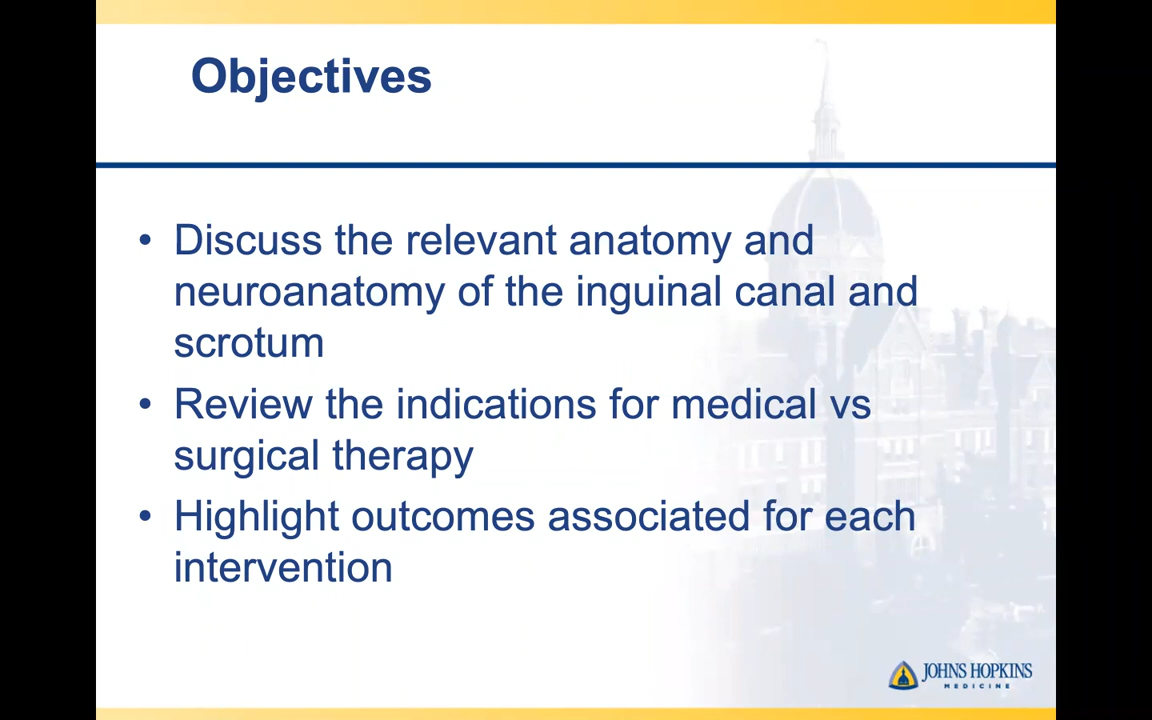 Objectives
• Discuss the relevant anatomy and
neuroanatomy of the inguinal canal and
scrotum
• Review the indications for medical vs
surgical therapy
• Highlight outcomes associated for each
intervention
JOHNS HOPKINS
MEDICINE